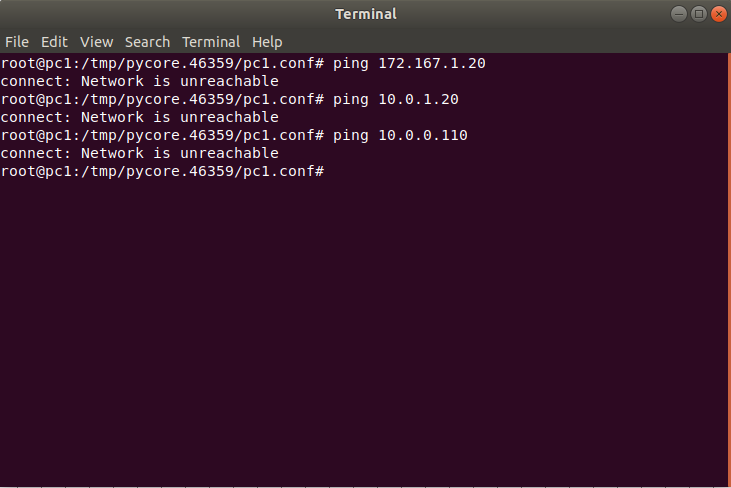 Terminal
File Edit View Search Terminal Help
root@pc1:/tmp/pycore.46359/pc1.conf# ping 172.167.1.20
connect: Network is unreachable
root@pc1:/tmp/pycore.46359/pc1.conf# ping 10.0.1.20
connect: Network is unreachable
root@pc1:/tmp/pycore.46359/pc1.conf# ping 10.0.0.110
connect: Network is unreachable
root@pc1:/tmp/pycore.46359/pc1.conf#